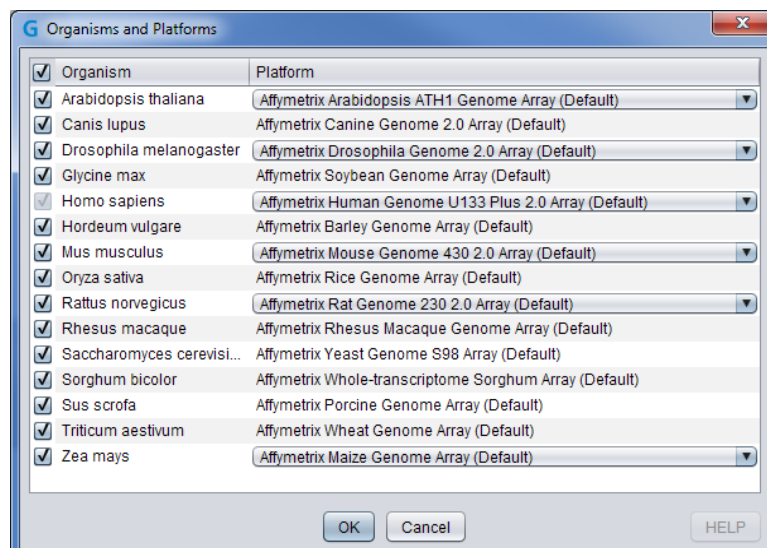 G Organisms and Platforms
Organism Platform
Arabidopsis thaliana Affymetrix Arabidopsis ATH1 Genome Array (Default)
Canis lupus Affymetrix Canine Genome 2.0 Array (Default)
Drosophila melanogaster Affymetrix Drosophila Genome 2.0 Array (Default)
Glycine max Affymetrix Soybean Genome Array (Default)
Homo sapiens Affymetrix Human Genome U133 Plus 2.0 Array (Default)
Hordeum vulgare Affymetrix Barley Genome Array (Default)
Mus musculus Affymetrix Mouse Genome 430 2.0 Array (Default)
Oryza sativa Affymetrix Rice Genome Array (Default)
Rattus norvegicus Affymetrix Rat Genome 230 2.0 Array (Default)
Rhesus macaque Affymetrix Rhesus Macaque Genome Array (Default)
Saccharomyces cerevisi... Affymetrix Yeast Genome S98 Array (Default)
Sorghum bicolor Affymetrix Whole-transcriptome Sorghum Array (Default)
Sus scrofa Affymetrix Porcine Genome Array (Default)
Triticum aestivum Affymetrix Wheat Genome Array (Default)
Zea mays Affymetrix Maize Genome Array (Default)
OK Cancel HELP